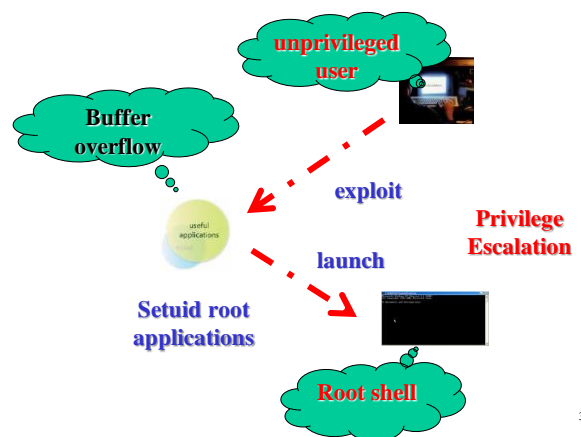 unprivileged
user
Buffer
overflow
exploit
useful
applications
Privilege
Escalation
launch
Setuid root
applications
Root shell